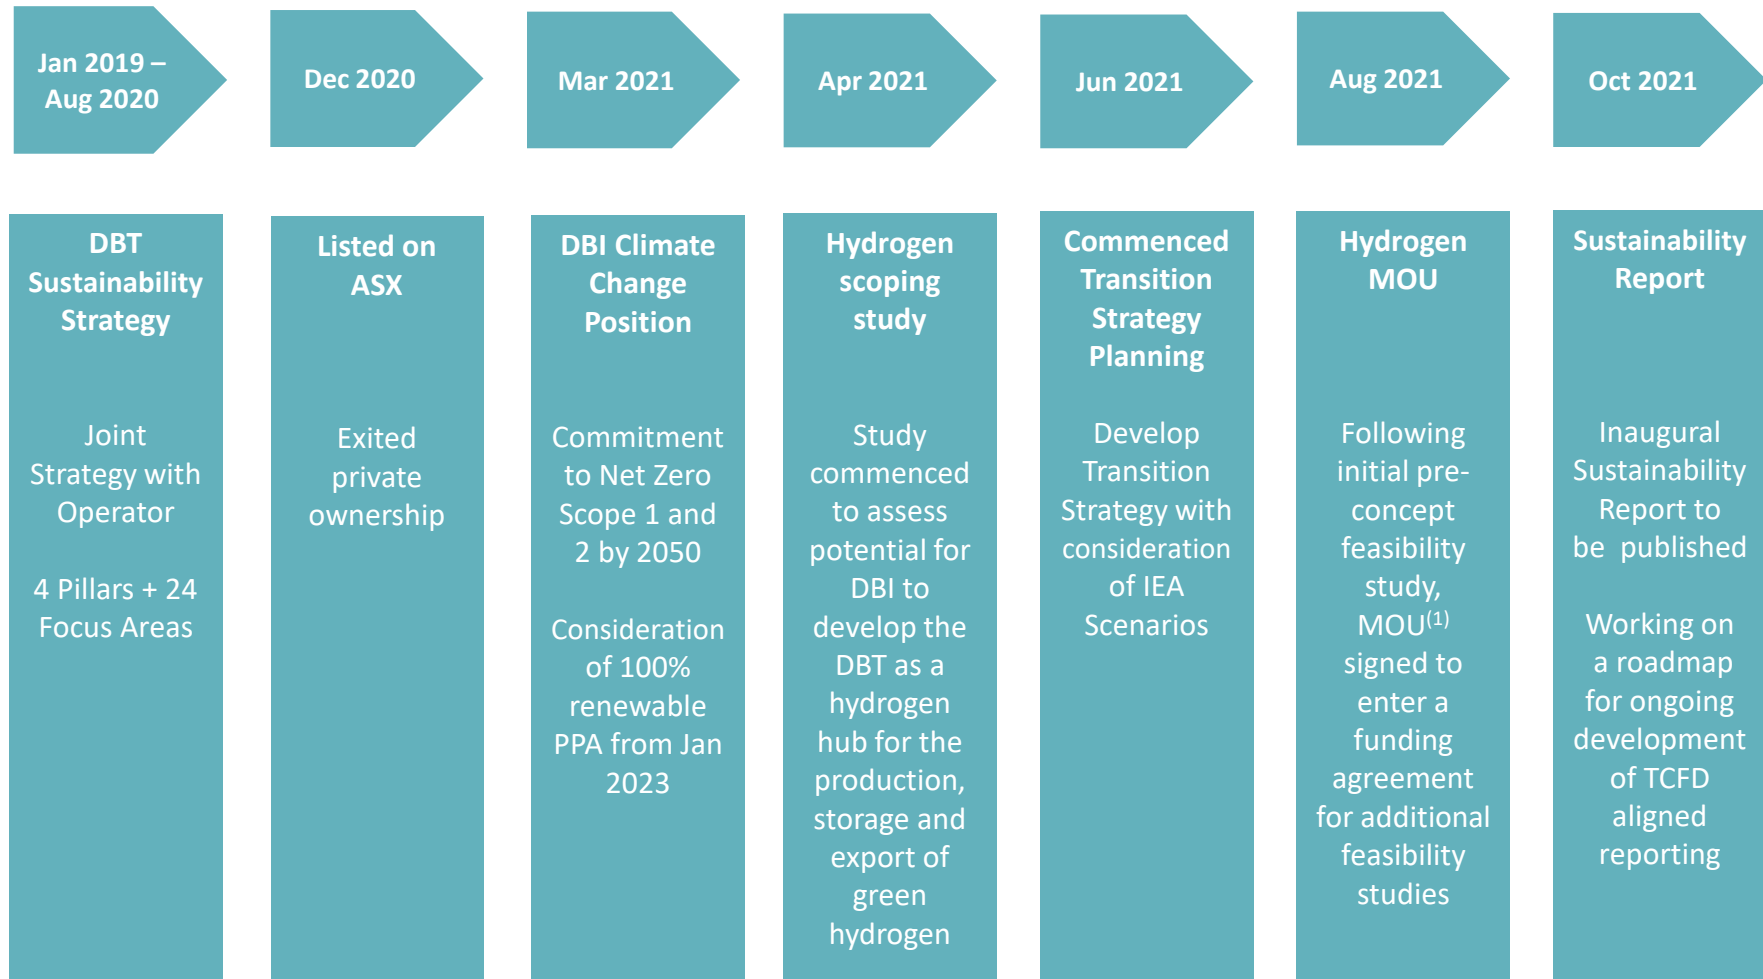 Jan 2019 –
Aug 2020
Dec 2020
Mar 2021
Apr 2021
Jun 2021
Aug 2021
Oct 2021
DBT
Sustainability
Strategy
Joint
Strategy with
Operator
4 Pillars + 24
Focus Areas
Listed on
ASX
Exited
private
ownership
DBI Climate
Change
Position
Commitment
to Net Zero
Scope 1 and
2 by 2050
Consideration
of 100%
renewable
PPA from Jan
2023
Hydrogen
scoping
study
Study
commenced
to assess
potential for
DBI to
develop the
DBT as a
hydrogen
hub for the
production,
storage and
export of
green
hydrogen
Commenced
Transition
Strategy
Planning
Develop
Transition
Strategy with
consideration
of IEA
Scenarios
Hydrogen
MOU
Following
initial pre-
concept
feasibility
study,
MOU(1)
signed to
enter a
funding
agreement
for additional
feasibility
studies
Sustainability
Report
Inaugural
Sustainability
Report to
be published
Working on
a roadmap
for ongoing
development
of TCFD
aligned
reporting